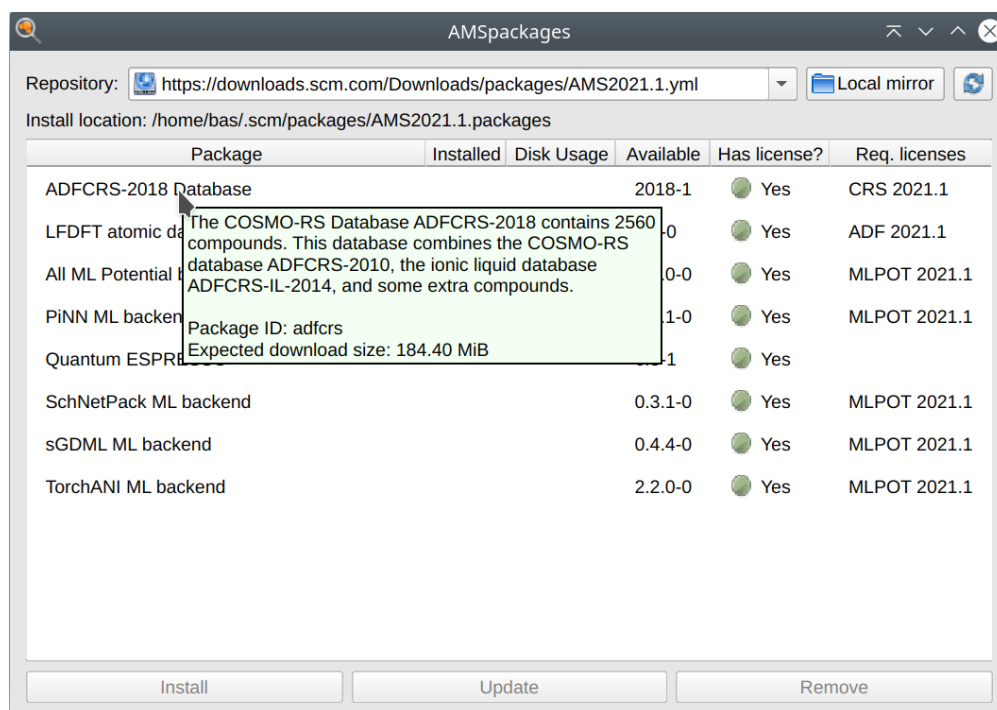 AMSpackages
Repository: https://downloads.scm.com/Downloads/packages/AMS2021.1.yml Local mirror
Install location: /home/bas/.scm/packages/AMS2021.1.packages
Package Installed Disk Usage Available Has license? Req. licenses
ADFCRS-2018 Database 2018-1 Yes CRS 2021.1
The COSMO-RS Database ADFCRS-2018 contains 2560
compounds. This database combines the COSMO-RS
database ADFCRS-2010, the ionic liquid database
ADFCRS-IL-2014, and some extra compounds.
Package ID: adfcrs
Expected download size: 184.40 MiB
LFDFT atomic -0 Yes ADF 2021.1
All ML Potential .0-0 Yes MLPOT 2021.1
PiNN ML .1-0 Yes MLPOT 2021.1
Quantum -1 Yes
SchNetPack ML backend 0.3.1-0 Yes MLPOT 2021.1
sGDML ML backend 0.4.4-0 Yes MLPOT 2021.1
TorchANI ML backend 2.2.0-0 Yes MLPOT 2021.1
Install Update Remove